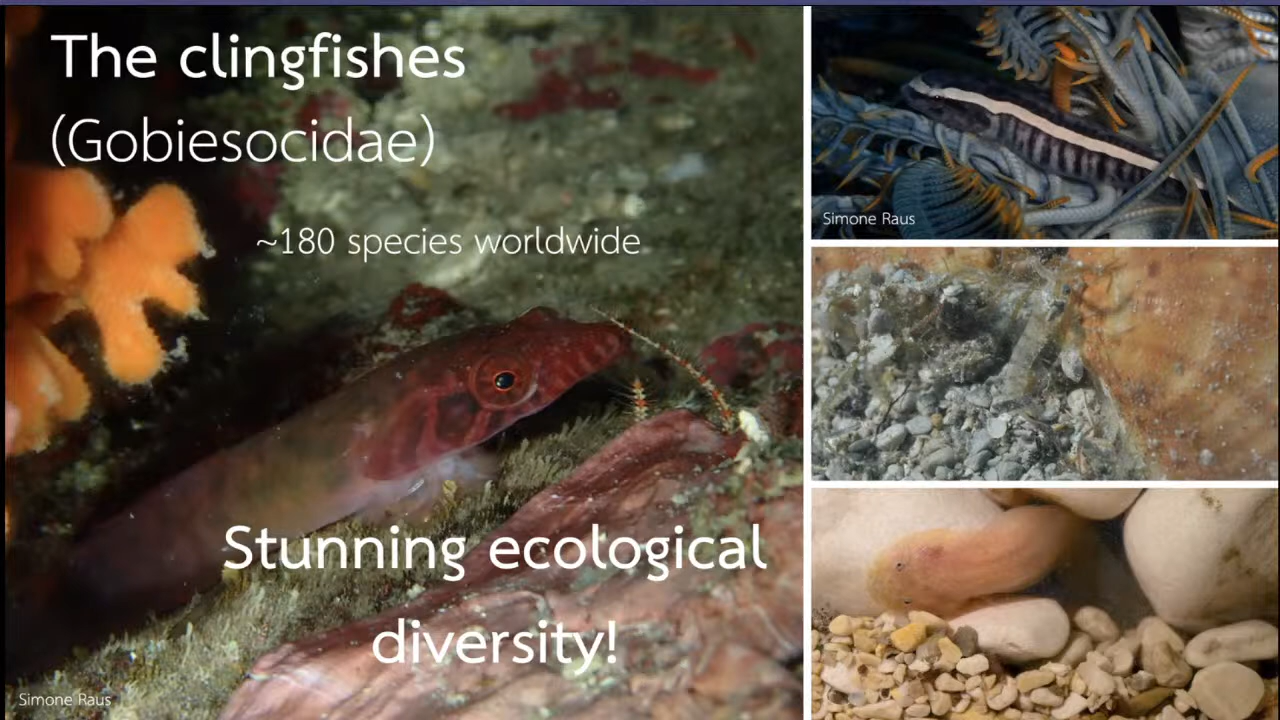 The clingfishes
(Gobiesocidae)
~180 species worldwide
Stunning ecological
diversity!
Simone Raus
Simone Raus